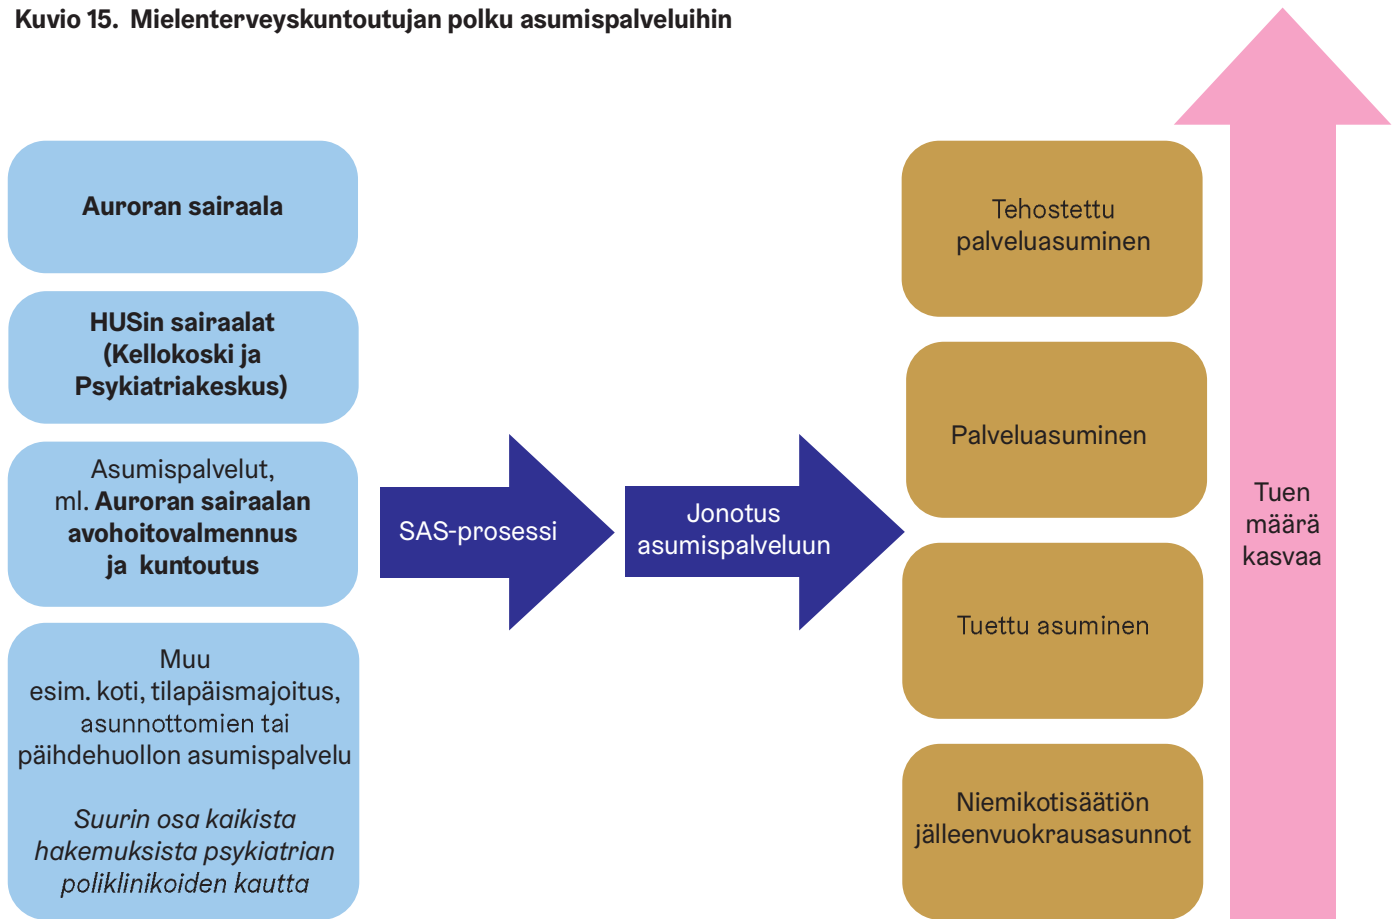 Kuvio 15. Mielenterveyskuntoutujan polku asumispalveluihin
Auroran sairaala
HUSin sairaalat
(Kellokoski ja
Psykiatriakeskus)
Asumispalvelut,
ml. Auroran sairaalan
avohoitovalmennus
ja kuntoutus
Muu
esim. koti, tilapäismajoitus,
asunnottomien tai
päihdehuollon asumispalvelu
Suurin osa kaikista
hakemuksista psykiatrian
poliklinikoiden kautta
SAS-prosessi
Jonotus
asumispalveluun
Tehostettu
palveluasuminen
Palveluasuminen
Tuettu asuminen
Niemikotisäätiön
jälleenvuokrausasunnot
Tuen
määrä
kasvaa